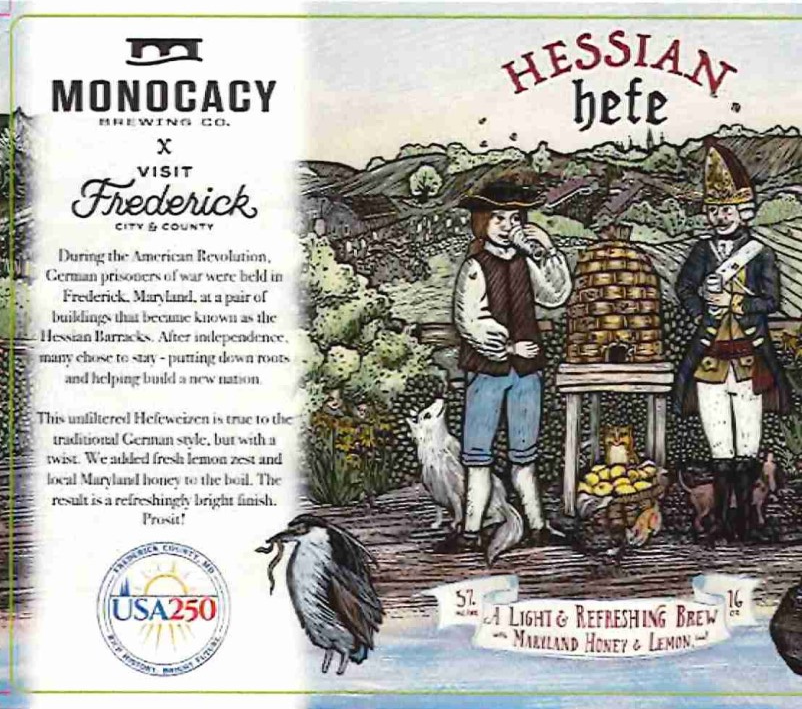 MONOCACY
BREWING CO.
X
VISIT
Frederick
CITY & COUNTY
During the American Revolution,
German prisoners of war were held in
Frederick, Maryland, at a pair of
buildings that became known as the
Hessian Barracks. After independence,
many chose to stay - putting down roots
and helping build a new nation.
This unfiltered Hefeweizen is true to the
traditional German style, but with a
twist. We added fresh lemon zest and
local Maryland honey to the boil. The
result is a refreshingly bright finish.
Prosit!
FREDERICK COUNTY, MD
USA250
RICH HISTORY, BRIGHT FUTURE
HESSIAN
hefe
5%
ALC./VOL.
A LIGHT & REFRESHING BREW
with MARYLAND HONEY & LEMON
16
OZ